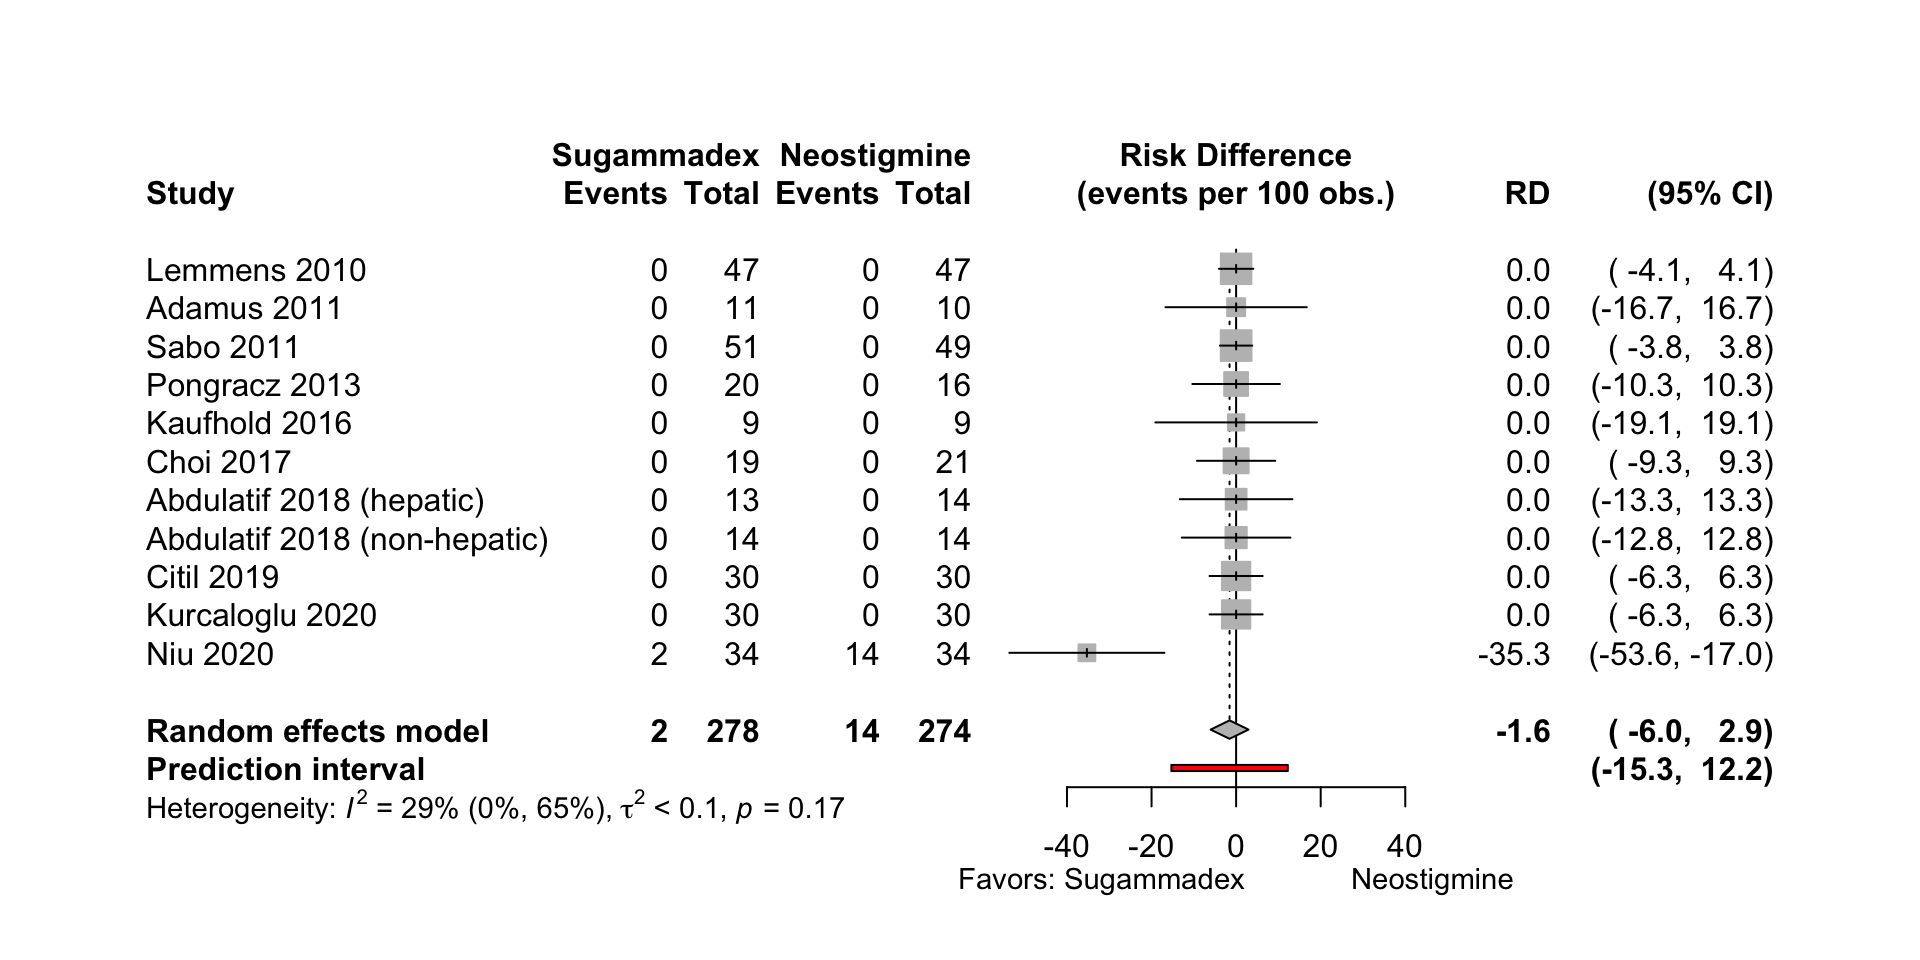 Sugammadex Neostigmine Risk Difference
Study Events Total Events Total (events per 100 obs.) RD (95% CI)
Lemmens 2010 0 47 0 47 0.0 ( -4.1, 4.1)
Adamus 2011 0 11 0 10 0.0 (-16.7, 16.7)
Sabo 2011 0 51 0 49 0.0 ( -3.8, 3.8)
Pongracz 2013 0 20 0 16 0.0 (-10.3, 10.3)
Kaufhold 2016 0 9 0 9 0.0 (-19.1, 19.1)
Choi 2017 0 19 0 21 0.0 ( -9.3, 9.3)
Abdulatif 2018 (hepatic) 0 13 0 14 0.0 (-13.3, 13.3)
Abdulatif 2018 (non-hepatic) 0 14 0 14 0.0 (-12.8, 12.8)
Citil 2019 0 30 0 30 0.0 ( -6.3, 6.3)
Kurcaloglu 2020 0 30 0 30 0.0 ( -6.3, 6.3)
Niu 2020 2 34 14 34 -35.3 (-53.6, -17.0)
Random effects model 2 278 14 274 -1.6 ( -6.0, 2.9)
Prediction interval (-15.3, 12.2)
Heterogeneity: I² = 29% (0%, 65%), τ² < 0.1, p = 0.17
-40 -20 0 20 40
Favors: Sugammadex Neostigmine